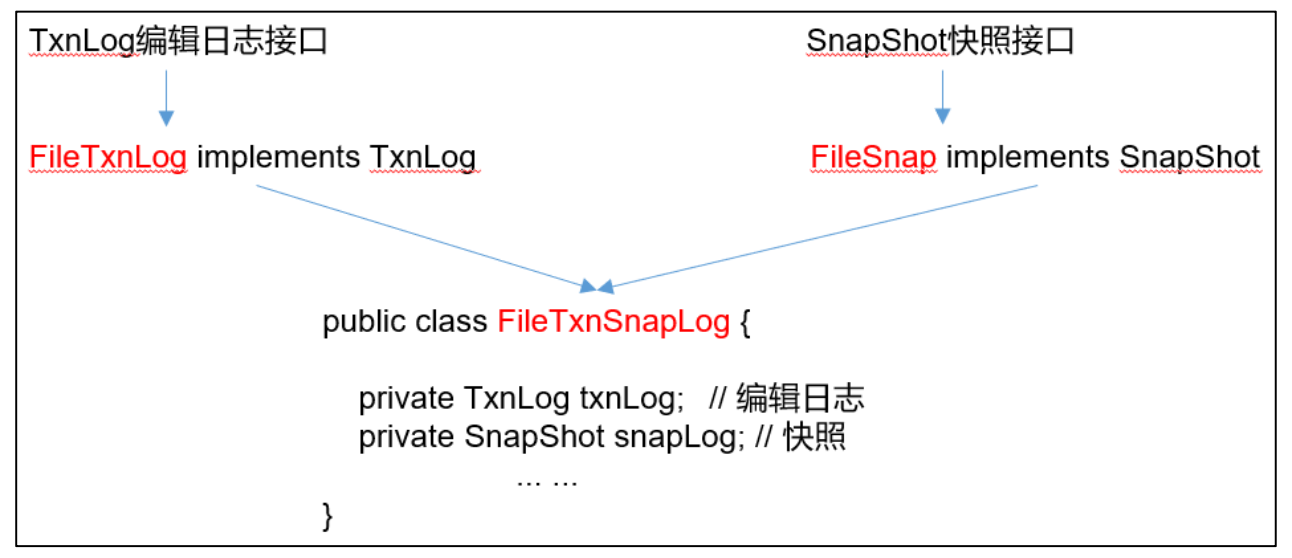 TxnLog编辑日志接口
SnapShot快照接口
FileTxnLog implements TxnLog
FileSnap implements SnapShot
public class FileTxnSnapLog {
private TxnLog txnLog; // 编辑日志
private SnapShot snapLog; // 快照
... ...
}